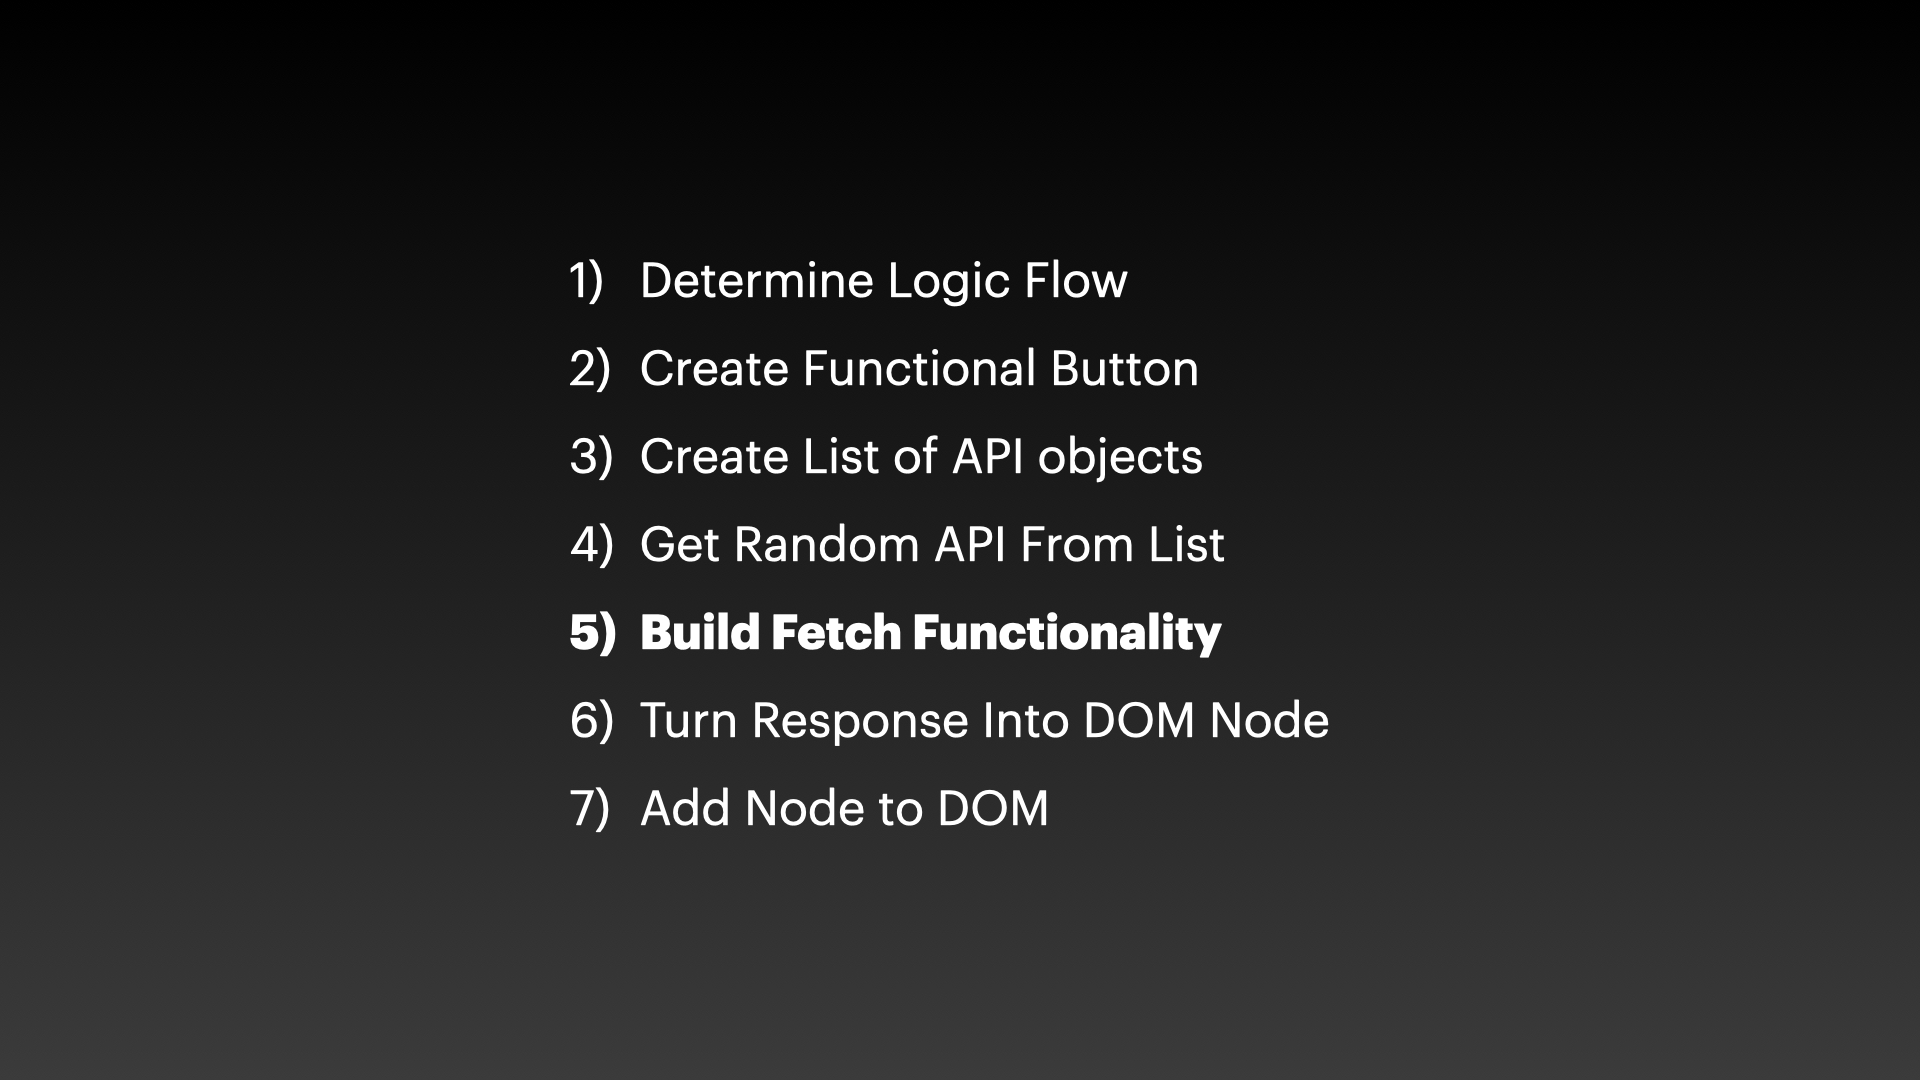 1) Determine Logic Flow
2) Create Functional Button
3) Create List of API objects
4) Get Random API From List
5) Build Fetch Functionality
6) Turn Response Into DOM Node
7) Add Node to DOM